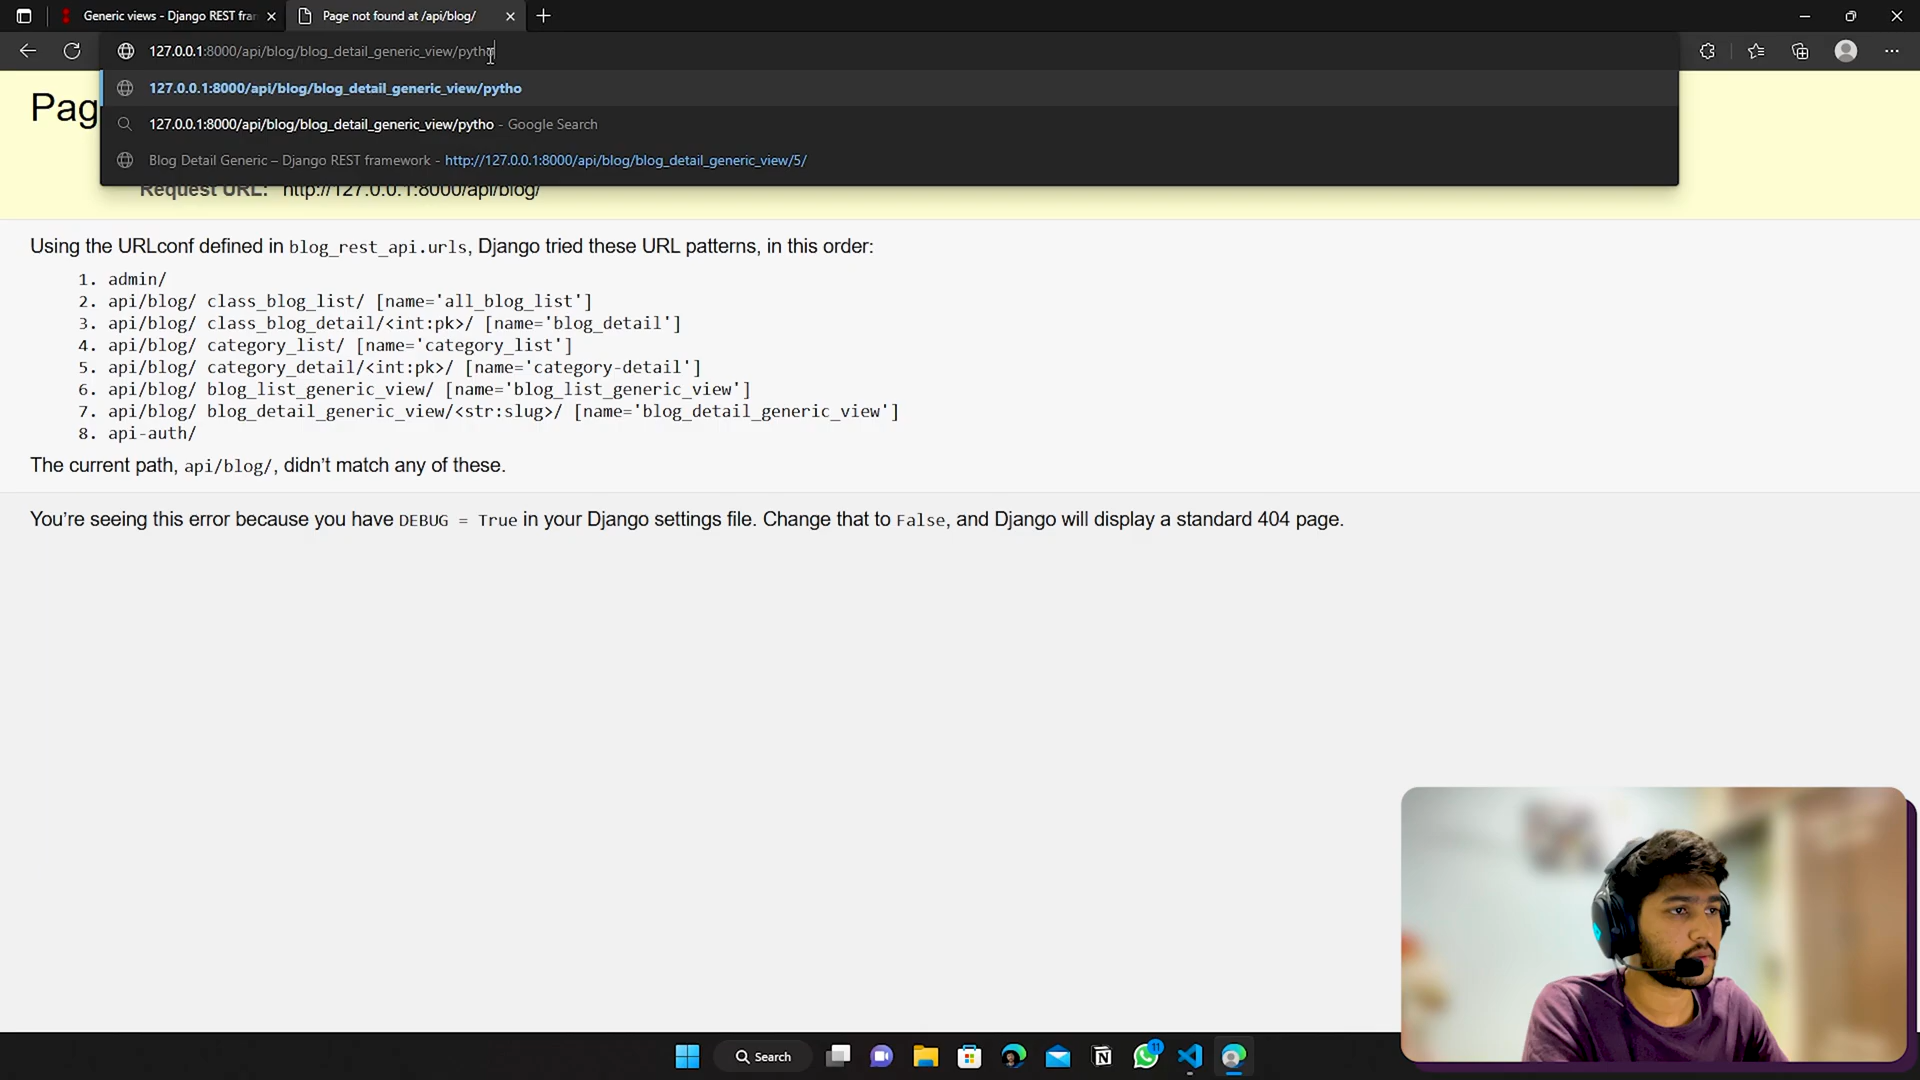 Generic views - Django REST fra
Page not found at /api/blog/
127.0.0.1:8000/api/blog/blog_detail_generic_view/pytho
127.0.0.1:8000/api/blog/blog_detail_generic_view/pytho
127.0.0.1:8000/api/blog/blog_detail_generic_view/pytho - Google Search
Blog Detail Generic – Django REST framework - http://127.0.0.1:8000/api/blog/blog_detail_generic_view/5/
Pag
Request URL: http://127.0.0.1:8000/api/blog/
Using the URLconf defined in blog_rest_api.urls, Django tried these URL patterns, in this order:
1. admin/
2. api/blog/ class_blog_list/ [name='all_blog_list']
3. api/blog/ class_blog_detail/<int:pk>/ [name='blog_detail']
4. api/blog/ category_list/ [name='category_list']
5. api/blog/ category_detail/<int:pk>/ [name='category-detail']
6. api/blog/ blog_list_generic_view/ [name='blog_list_generic_view']
7. api/blog/ blog_detail_generic_view/<str:slug>/ [name='blog_detail_generic_view']
8. api-auth/
The current path, api/blog/, didn’t match any of these.
You’re seeing this error because you have DEBUG = True in your Django settings file. Change that to False, and Django will display a standard 404 page.
Search
11